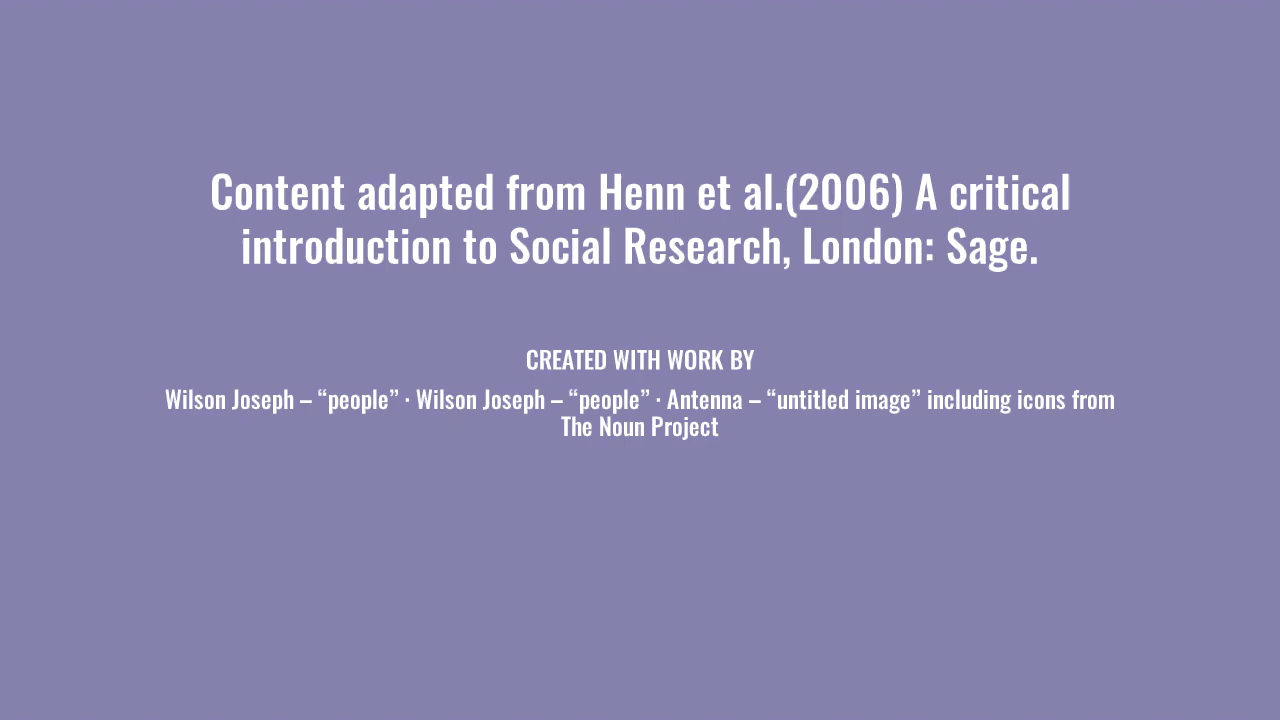 Content adapted from Henn et al.(2006) A critical
introduction to Social Research, London: Sage.
CREATED WITH WORK BY
Wilson Joseph – “people” · Wilson Joseph – “people” · Antenna – “untitled image” including icons from
The Noun Project